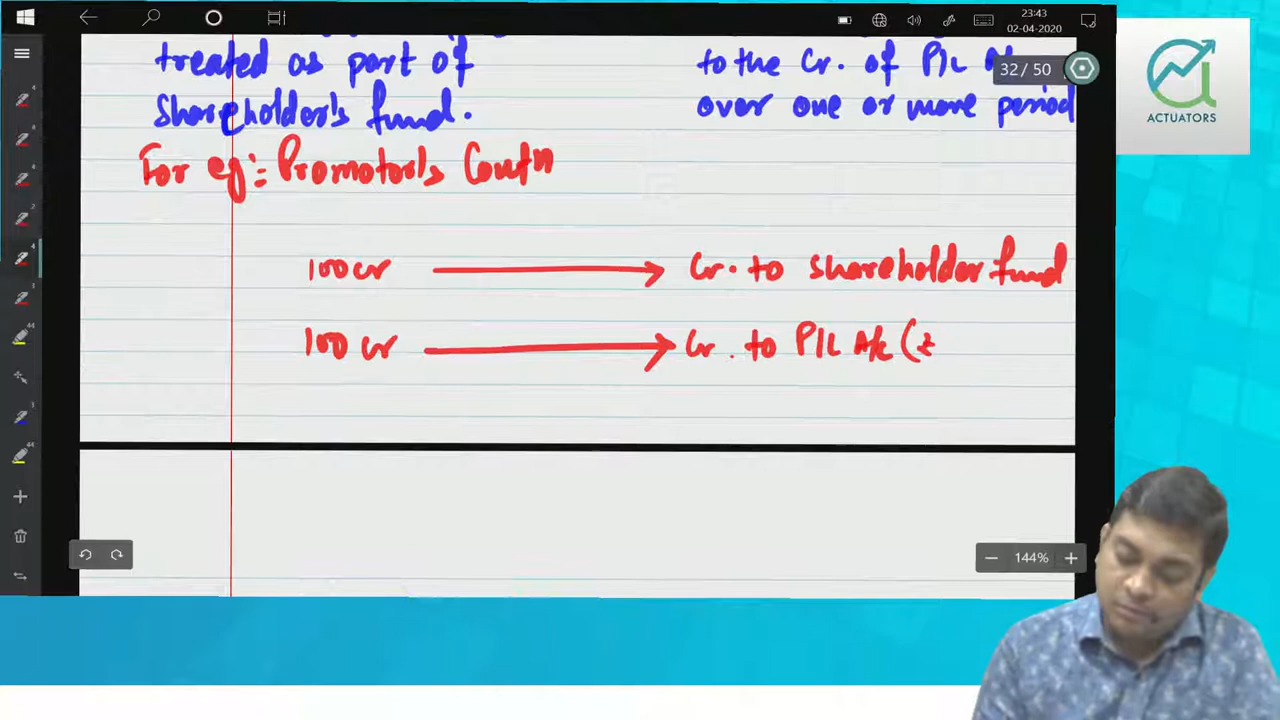 23:43
02-04-2020
32 / 50
treated as part of
shareholder's fund.
to the Cr. of P/L
over one or more period
For eg:- Promotor's Contn
100 cr → Cr. to shareholder fund
100 cr → Cr. to P/L A/c (
144%
ACTUATORS